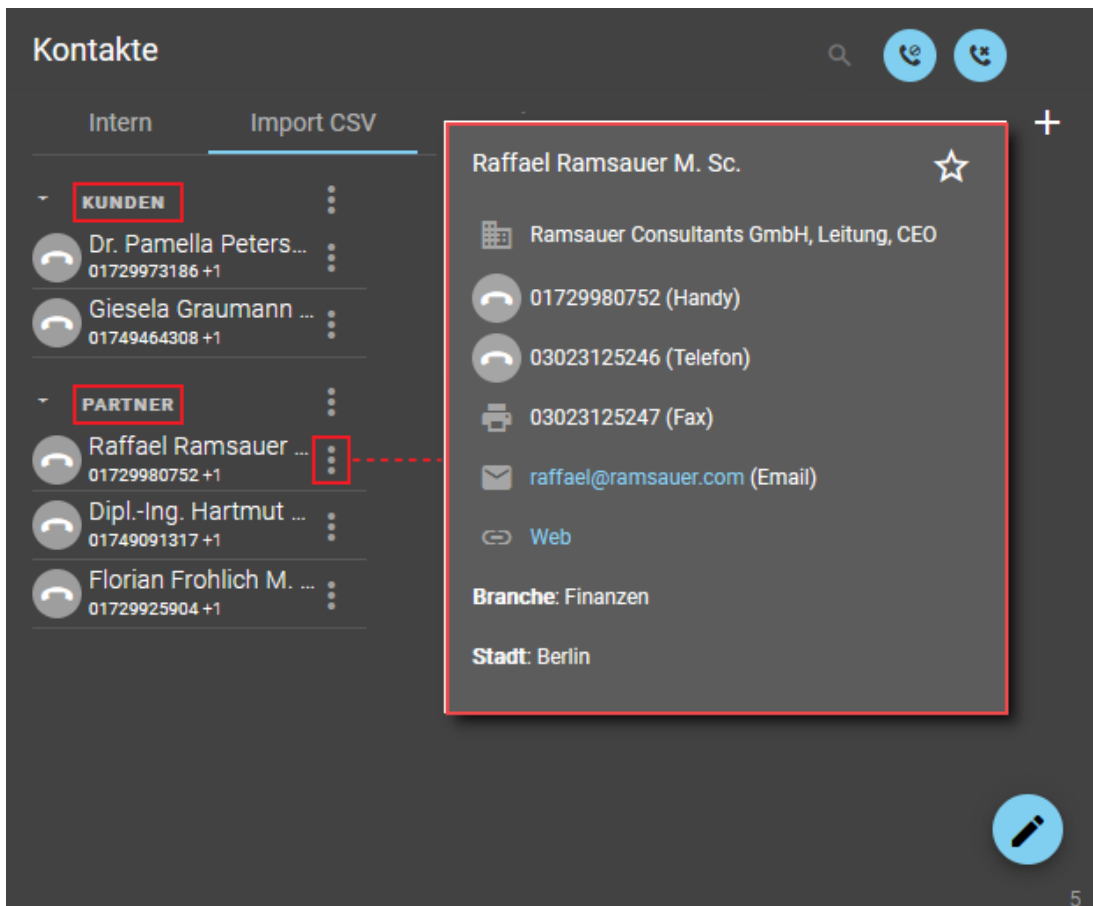 Kontakte
Intern
Import CSV
KUNDEN
Dr. Pamella Peters...
01729973186 +1
Giesela Graumann ...
01749464308 +1
PARTNER
Raffael Ramsauer ...
01729980752 +1
Dipl.-Ing. Hartmut ...
01749091317 +1
Florian Frohlich M. ...
01729925904 +1
Raffael Ramsauer M. Sc.
Ramsauer Consultants GmbH, Leitung, CEO
01729980752 (Handy)
03023125246 (Telefon)
03023125247 (Fax)
raffael@ramsauer.com (Email)
Web
Branche: Finanzen
Stadt: Berlin
5